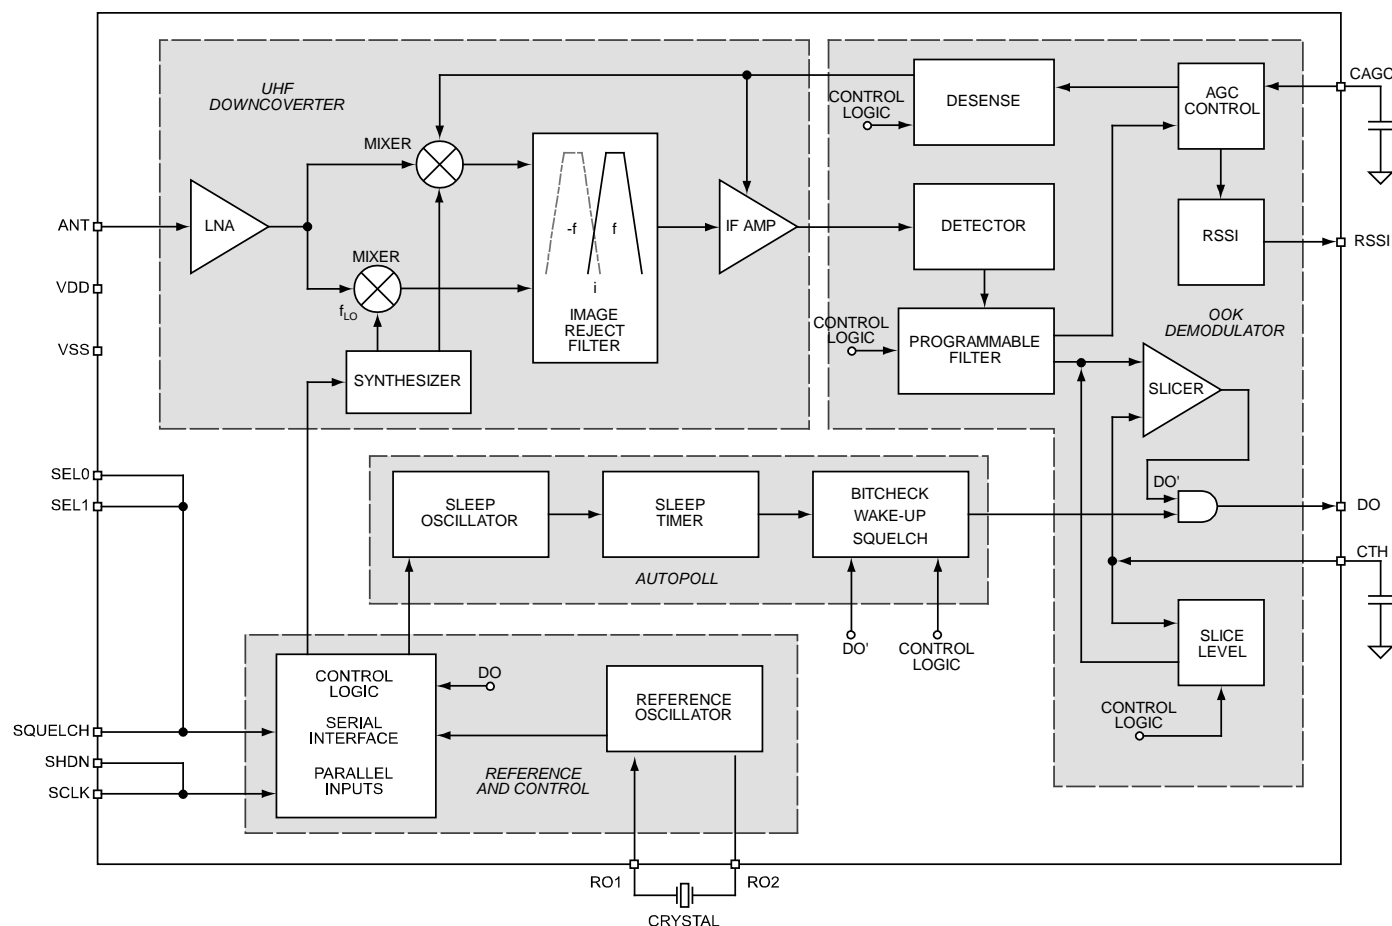 UHF
DOWNCOVERTER
MIXER
LNA
MIXER
fLO
SYNTHESIZER
-f
f
i
IMAGE
REJECT
FILTER
IF AMP
CONTROL
LOGIC
DESENSE
AGC
CONTROL
DETECTOR
RSSI
CONTROL
LOGIC
PROGRAMMABLE
FILTER
OOK
DEMODULATOR
SLICER
DO'
SLICE
LEVEL
CONTROL
LOGIC
ANT
VDD
VSS
SEL0
SEL1
SQUELCH
SHDN
SCLK
CAGC
RSSI
DO
CTH
SLEEP
OSCILLATOR
SLEEP
TIMER
BITCHECK
WAKE-UP
SQUELCH
AUTOPOLL
DO'
CONTROL
LOGIC
CONTROL
LOGIC
SERIAL
INTERFACE
PARALLEL
INPUTS
DO
REFERENCE
OSCILLATOR
REFERENCE
AND CONTROL
RO1
RO2
CRYSTAL